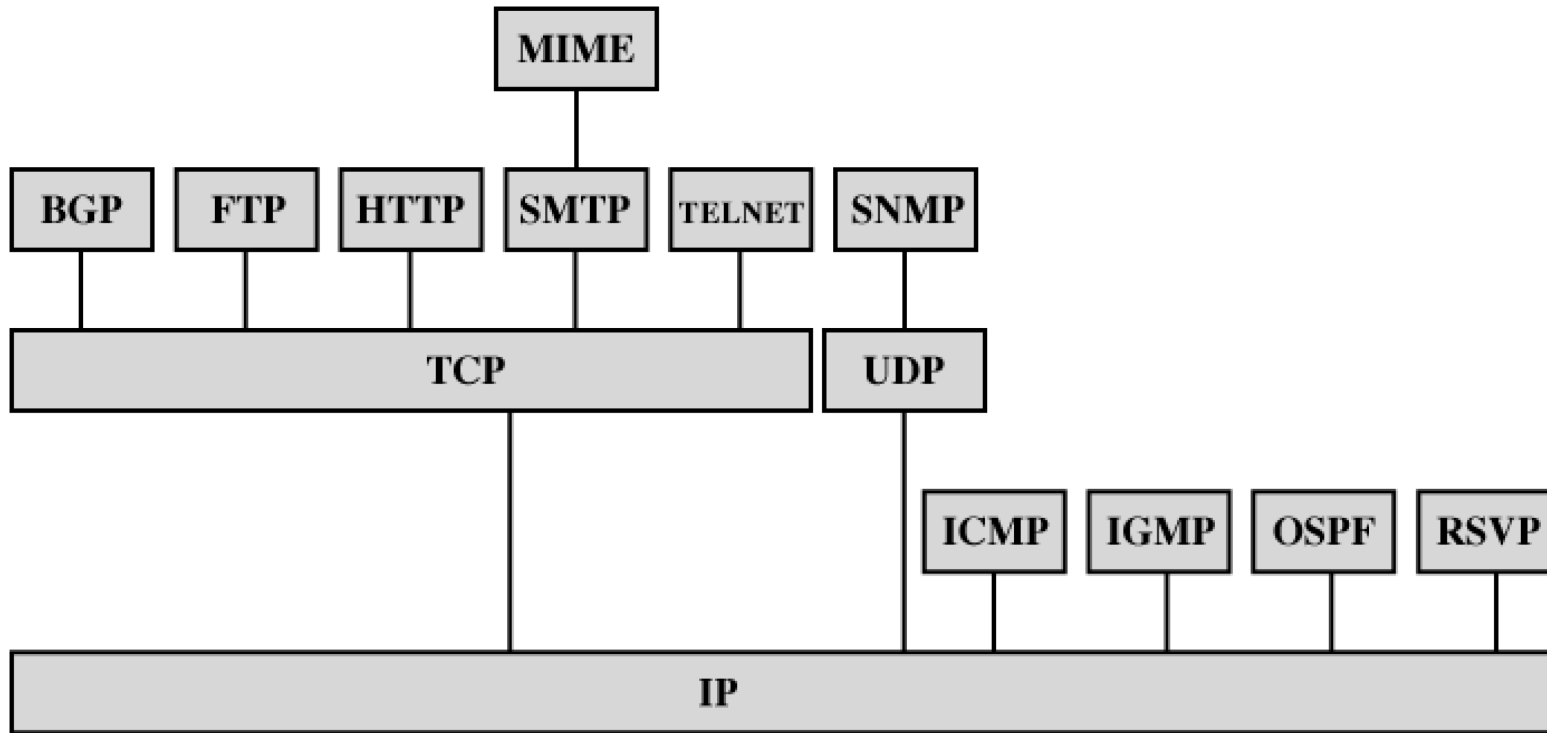 MIME
BGP FTP HTTP SMTP TELNET SNMP
TCP UDP
ICMP IGMP OSPF RSVP
IP